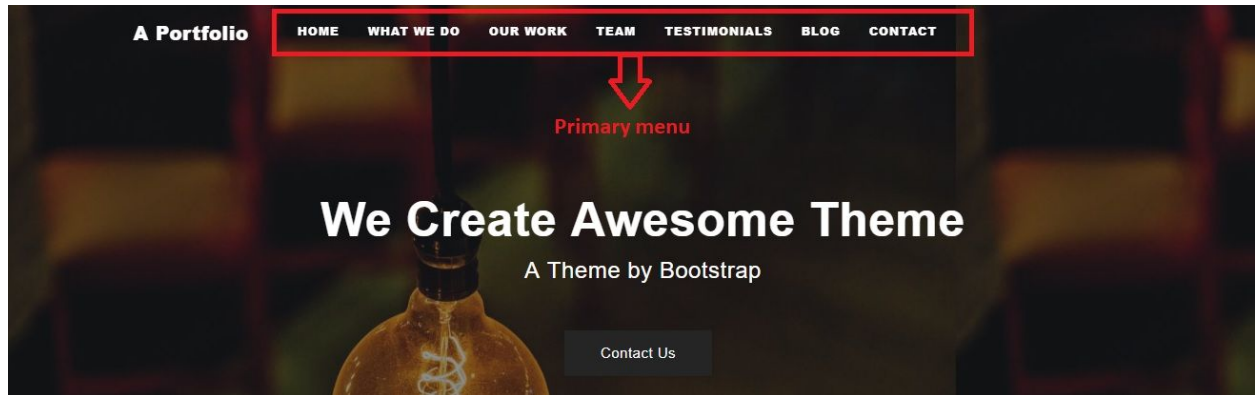 A Portfolio HOME WHAT WE DO OUR WORK TEAM TESTIMONIALS BLOG CONTACT
Primary menu
We Create Awesome Theme
A Theme by Bootstrap
Contact Us